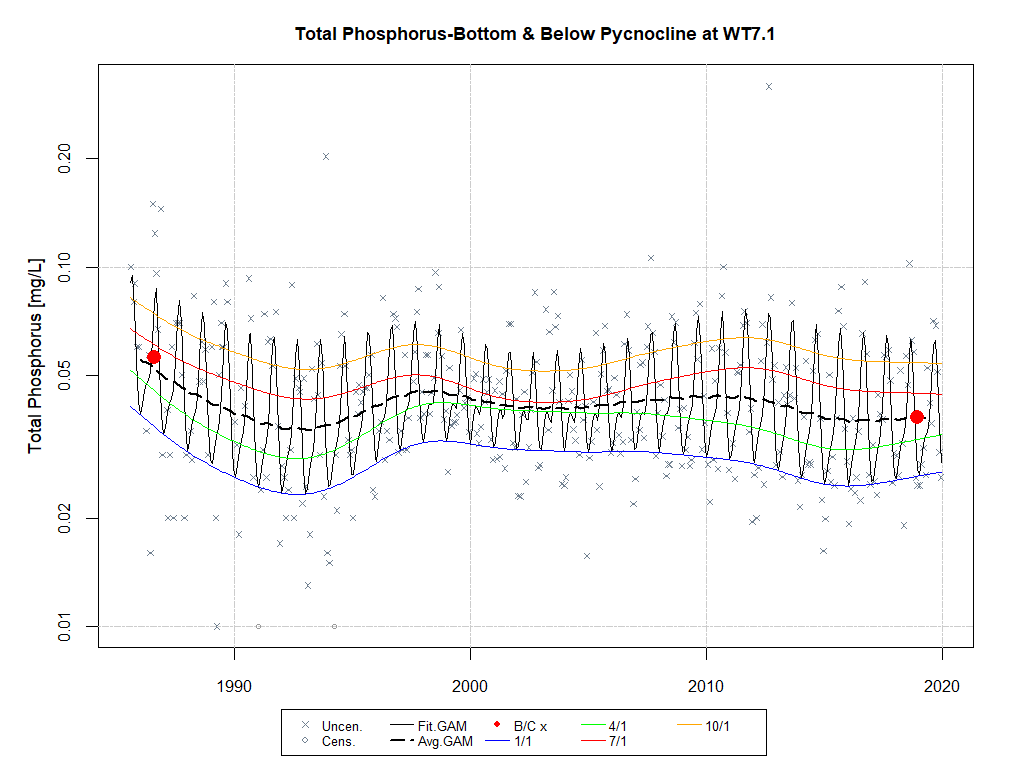 Total Phosphorus-Bottom & Below Pycnocline at WT7.1
Total Phosphorus [mg/L]
0.20
0.10
0.05
0.02
0.01
1990 2000 2010 2020
Uncen. Fit.GAM B/C x 4/1 10/1
Cens. Avg.GAM 1/1 7/1